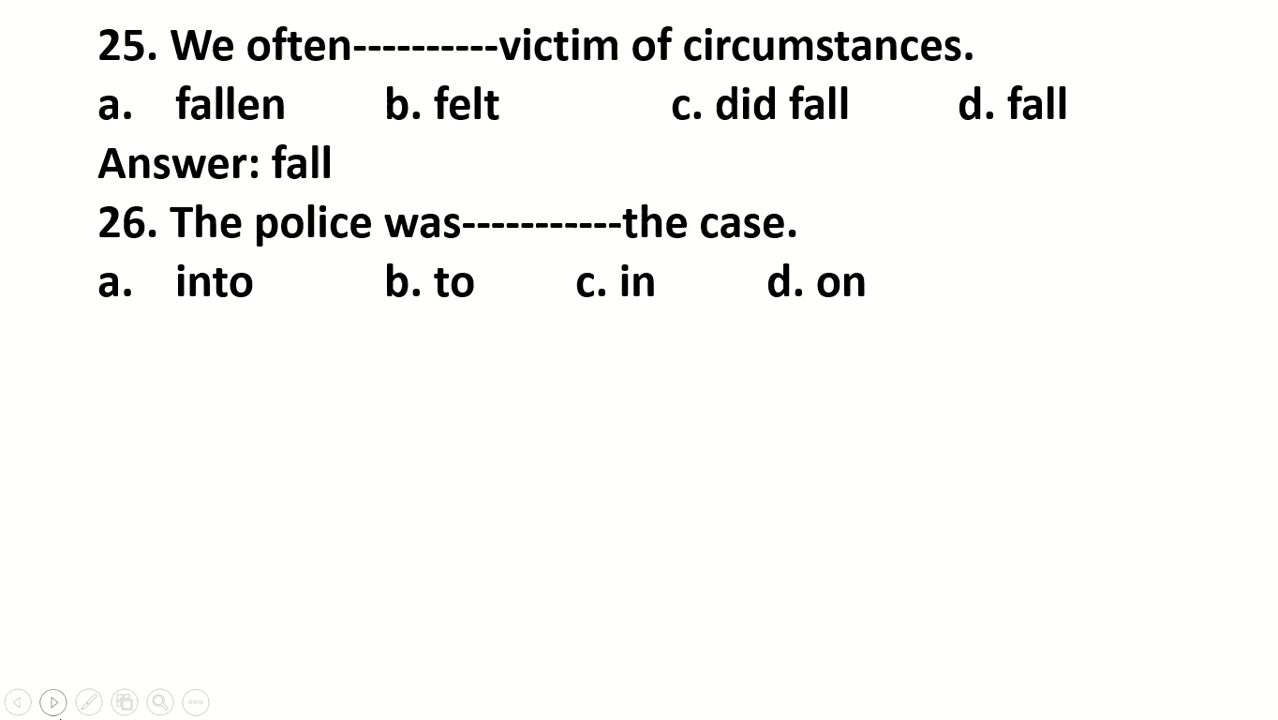 25. We often----------victim of circumstances.
a. fallen b. felt c. did fall d. fall
Answer: fall
26. The police was-----------the case.
a. into b. to c. in d. on